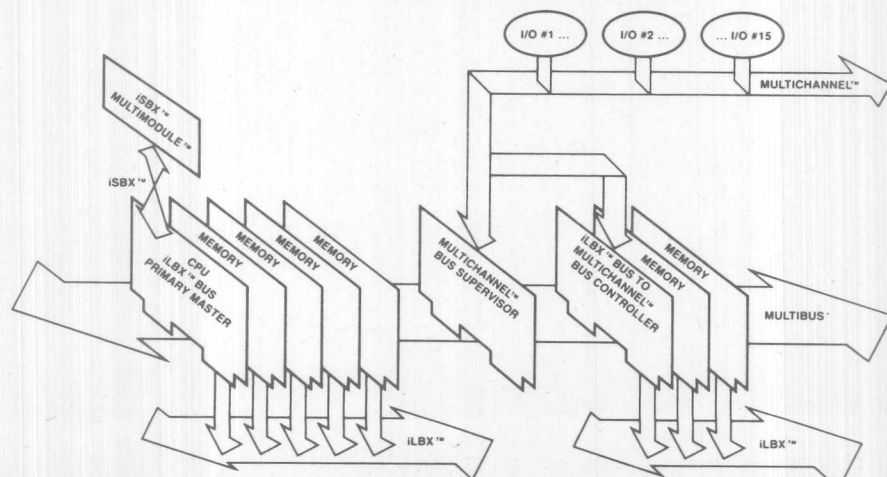 I/O #1 ...
I/O #2 ...
... I/O #15
MULTICHANNEL™
iSBX™
MULTIMODULE™
iSBX™
CPU
iLBX™ BUS
PRIMARY MASTER
MEMORY
MEMORY
MEMORY
MEMORY
MULTICHANNEL™
BUS SUPERVISOR
iLBX™ BUS TO
MULTICHANNEL™
BUS CONTROLLER
MEMORY
MEMORY
MULTIBUS
iLBX™
iLBX™